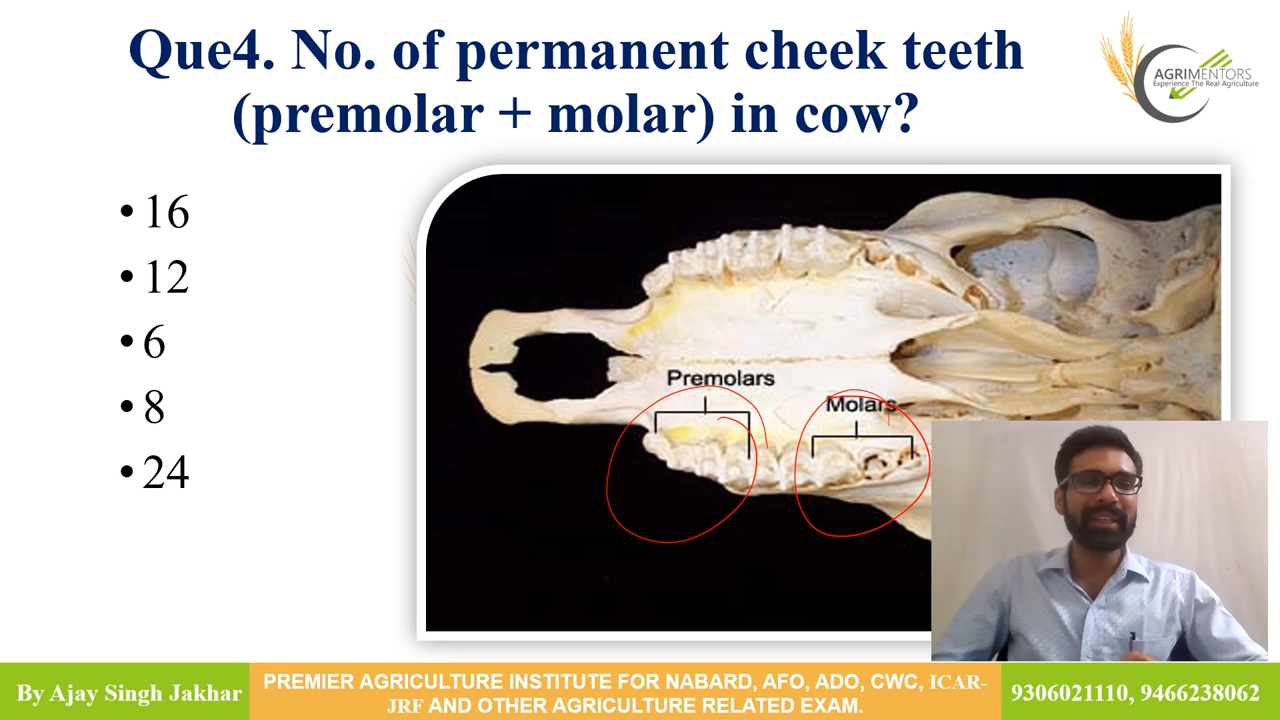 Que4. No. of permanent cheek teeth
(premolar + molar) in cow?
AGRIMENTORS
Experience The Real Agriculture
• 16
• 12
• 6
• 8
• 24
Premolars
Molars
By Ajay Singh Jakhar
PREMIER AGRICULTURE INSTITUTE FOR NABARD, AFO, ADO, CWC, ICAR-
JRF AND OTHER AGRICULTURE RELATED EXAM.
9306021110, 9466238062